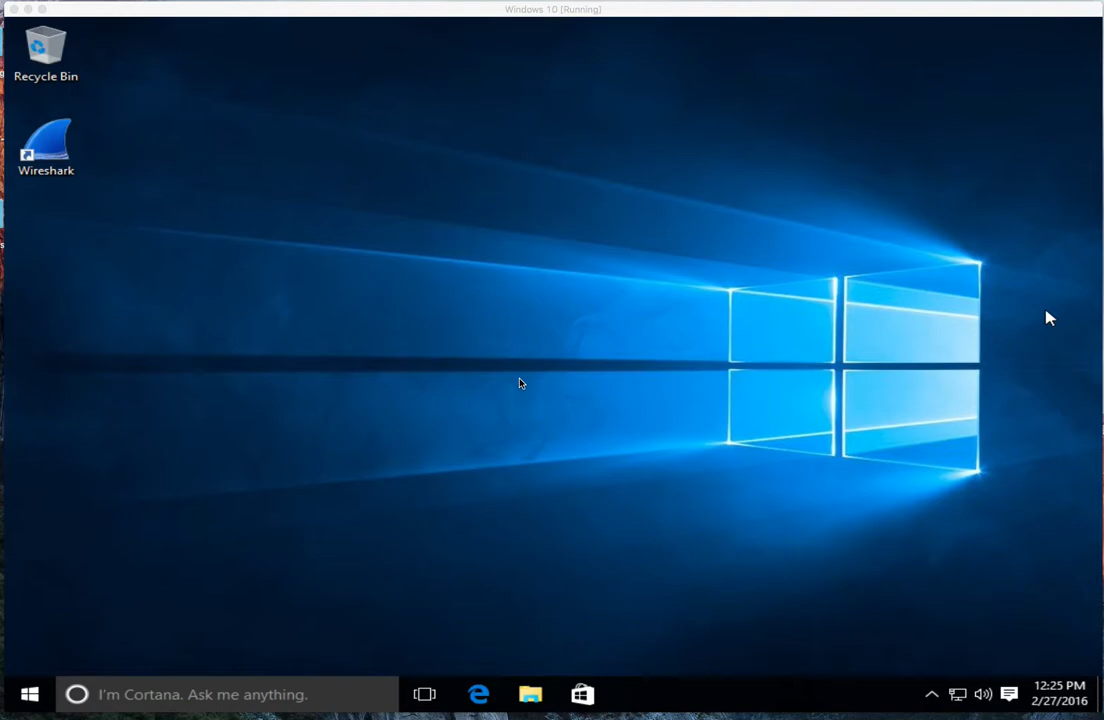 Windows 10 [Running]
Recycle Bin
Wireshark
I'm Cortana. Ask me anything.
12:25 PM
2/27/2016